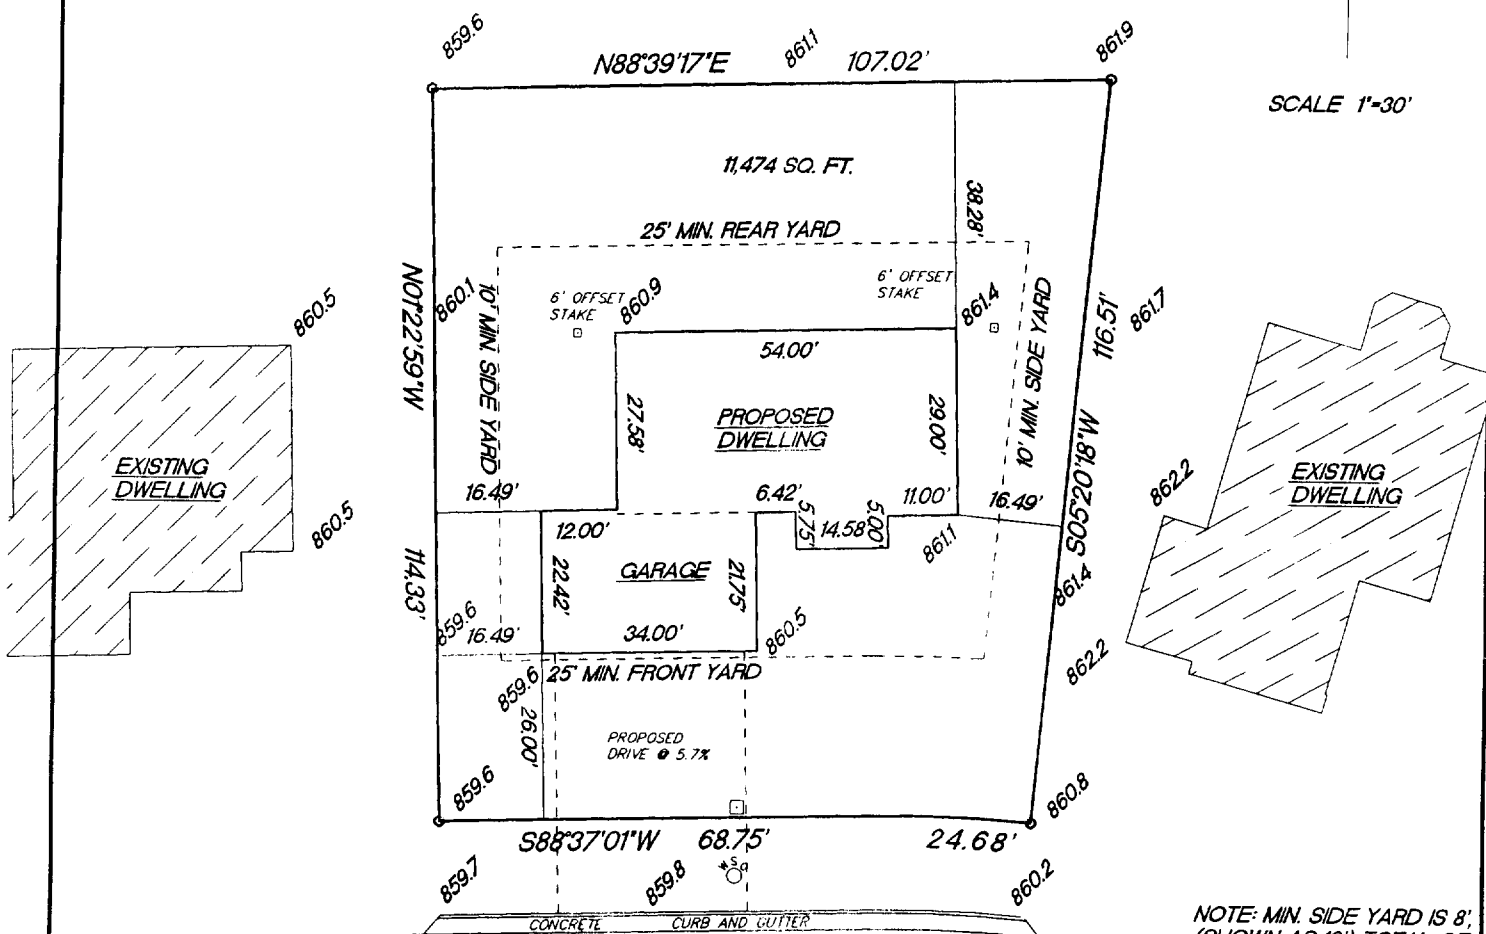 859.6
N88°39'17"E
861.1
107.02'
861.9
SCALE 1"=30'
11,474 SQ. FT.
38.28'
25' MIN. REAR YARD
N01°22'59"W
114.33'
860.1
10' MIN. SIDE YARD
6' OFFSET
STAKE
860.9
6' OFFSET
STAKE
861.4
10' MIN. SIDE YARD
116.51'
S05°20'18"W
861.7
860.5
860.5
EXISTING
DWELLING
54.00'
27.58'
PROPOSED
DWELLING
29.00'
862.2
EXISTING
DWELLING
16.49'
6.42'
11.00'
16.49'
12.00'
5.75'
14.58'
5.00'
861.1
22.42'
GARAGE
21.75'
861.4
859.6
16.49'
34.00'
860.5
862.2
859.6
25' MIN. FRONT YARD
26.00'
PROPOSED
DRIVE @ 5.7%
859.6
860.8
S88°37'01"W
68.75'
24.68'
859.7
859.8
860.2
CONCRETE
CURB AND GUTTER
NOTE: MIN. SIDE YARD IS 8',